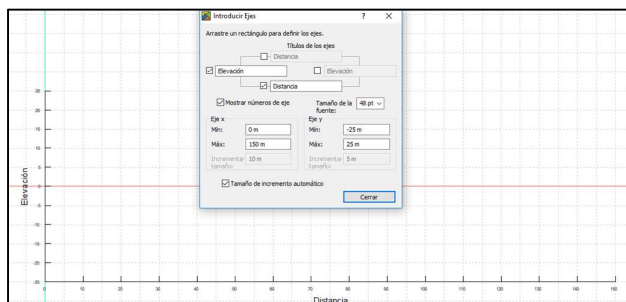 Introducir Ejes ? ×
Arrastre un rectángulo para definir los ejes.
Títulos de los ejes
Distancia
Elevación Elevación
Distancia
Mostrar números de eje Tamaño de la fuente: 48 pt
Eje x Eje y
Mín: 0 m Mín: -25 m
Máx: 150 m Máx: 25 m
Incrementar tamaño: 10 m Incrementar tamaño: 5 m
Tamaño de incremento automático
Cerrar
Elevación
25
20
15
10
5
0
-5
-10
-15
-20
-25
0 10 20 30 40 50 60 70 80 90 100 110 120 130 140 150
Distancia